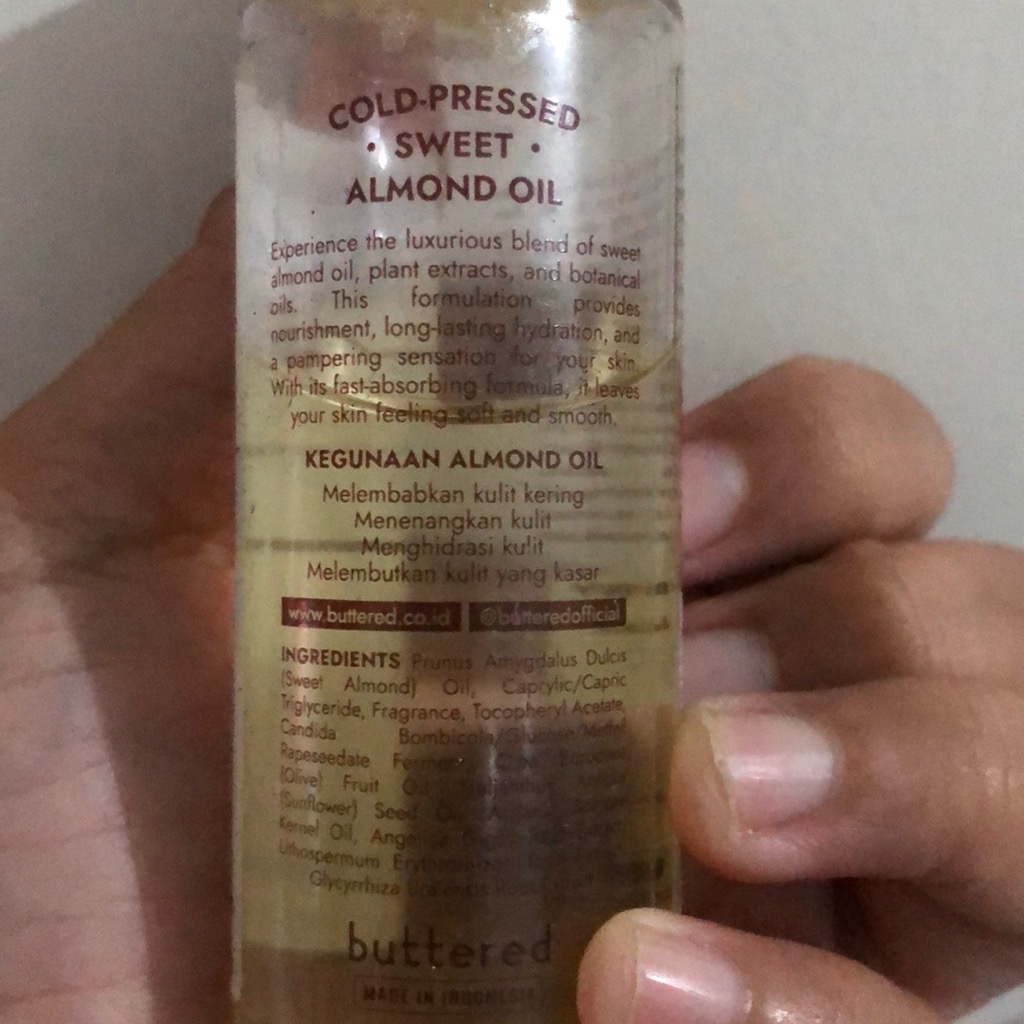 COLD-PRESSED
• SWEET •
ALMOND OIL
Experience the luxurious blend of sweet
almond oil, plant extracts, and botanical
oils. This formulation provides
nourishment, long-lasting hydration, and
a pampering sensation for your skin.
With its fast-absorbing formula, it leaves
your skin feeling soft and smooth.
KEGUNAAN ALMOND OIL
Melembabkan kulit kering
Menenangkan kulit
Menghidrasi kulit
Melembutkan kulit yang kasar
www.buttered.co.id @butteredofficial
INGREDIENTS Prunus Amygdalus Dulcis
(Sweet Almond) Oil, Caprylic/Capric
Triglyceride, Fragrance, Tocopheryl Acetate,
Candida Bombicola/Glucose/Methyl
Rapeseedate
(Olive) Fruit Oil
(Sunflower) Seed
Kernel Oil,
Lithospermum
Glycyrrhiza
buttered
MADE IN INDONESIA